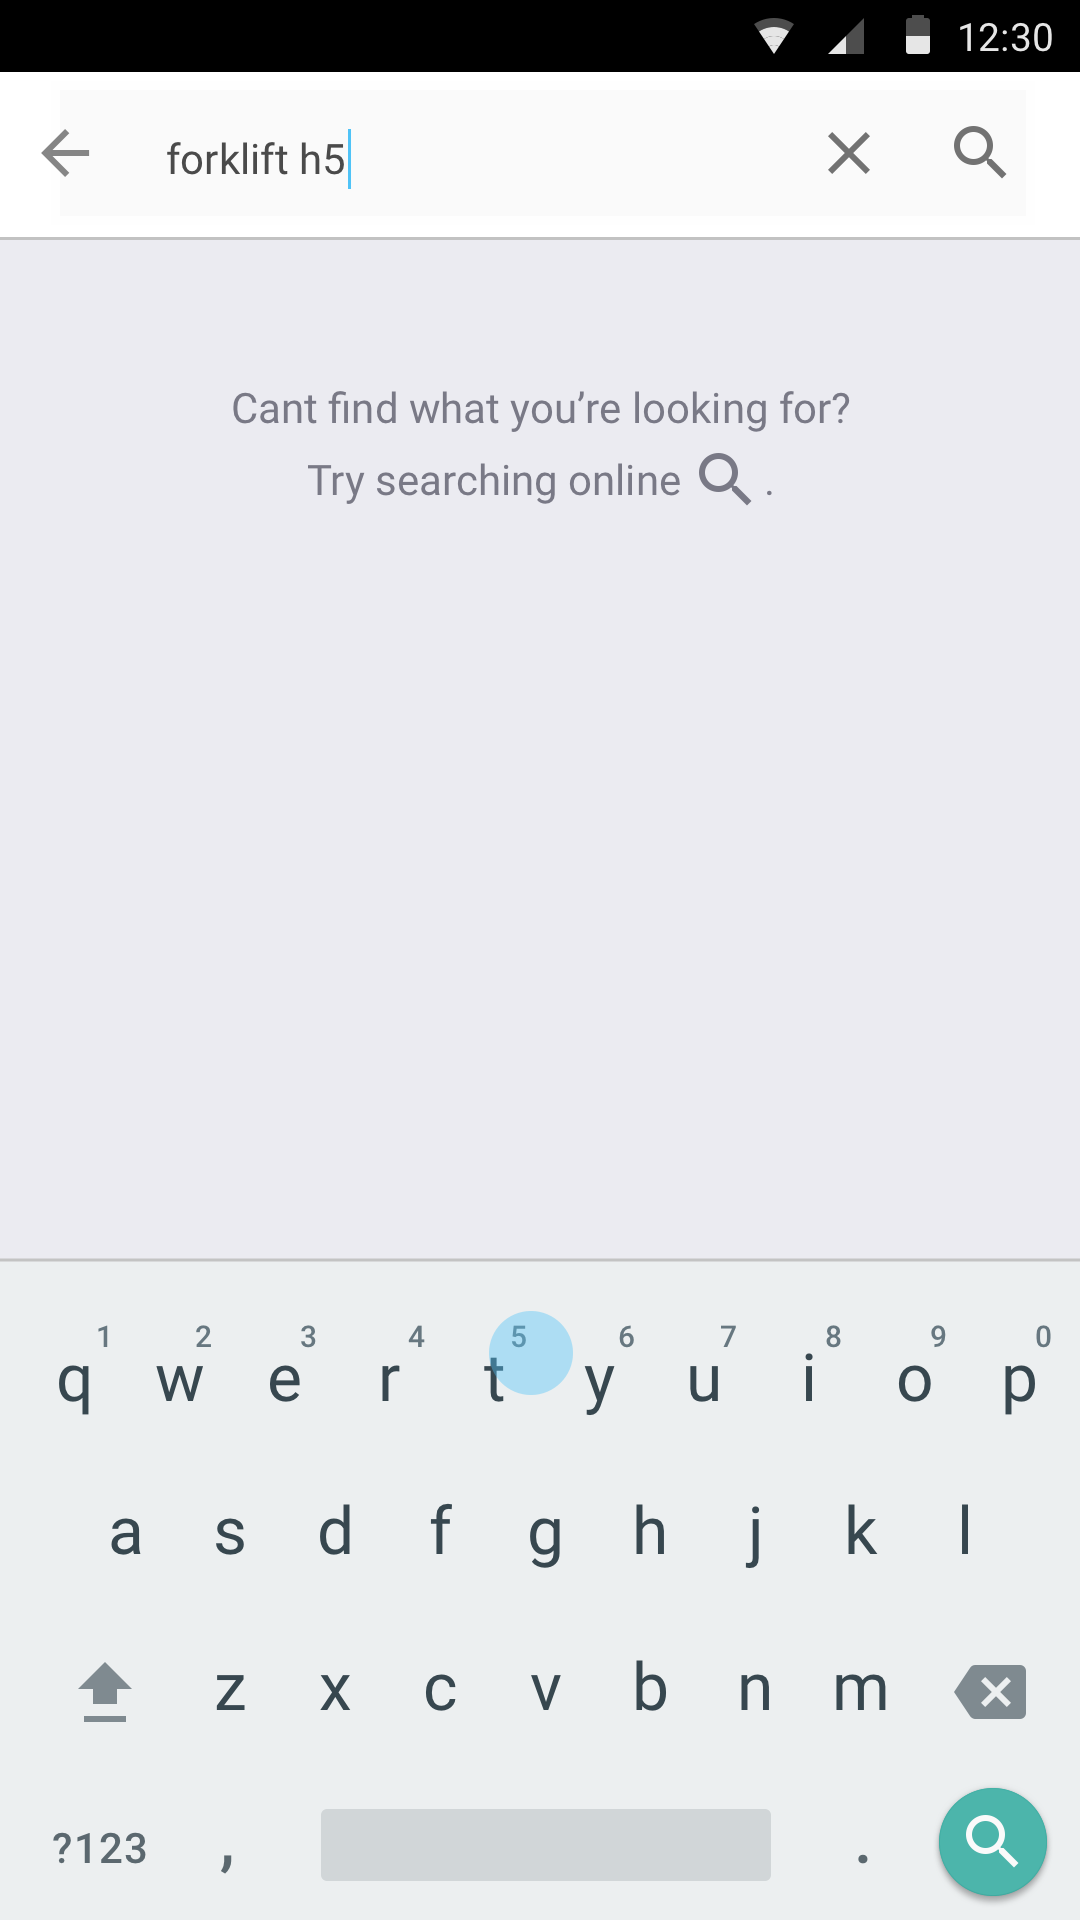 12:30
forklift h5
Cant find what you’re looking for?
Try searching online .
1 2 3 4 5 6 7 8 9 0
q w e r t y u i o p
a s d f g h j k l
z x c v b n m
?123 , .